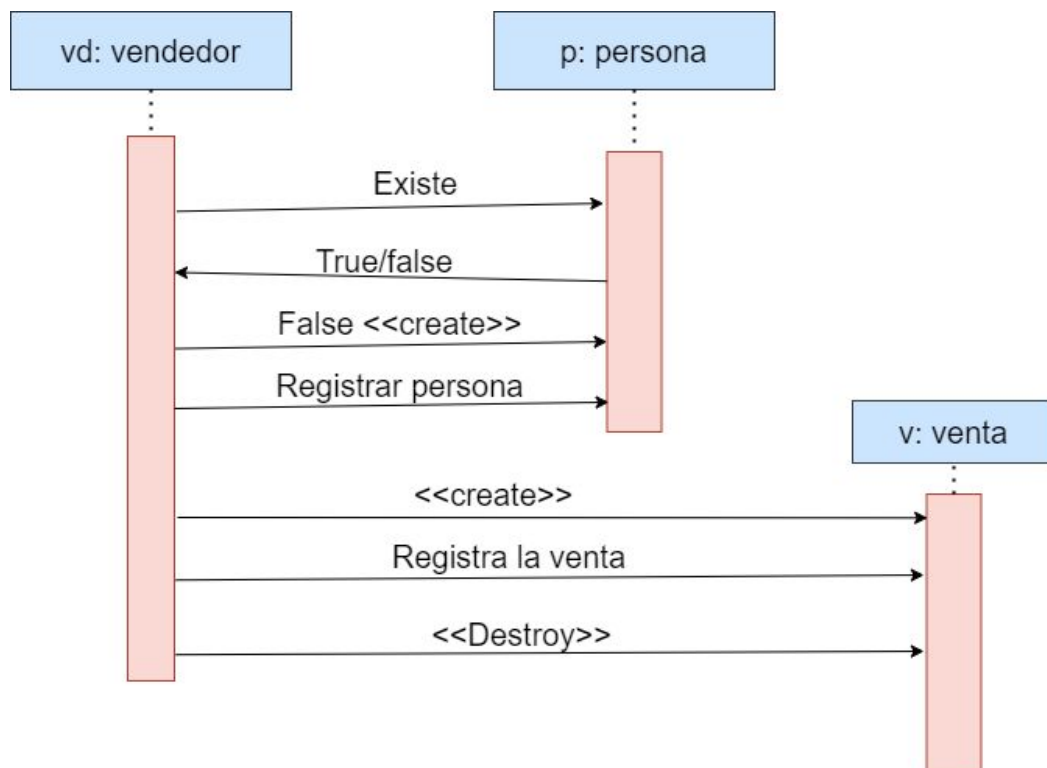 vd: vendedor
p: persona
Existe
True/false
False <<create>>
Registrar persona
v: venta
<<create>>
Registra la venta
<<Destroy>>